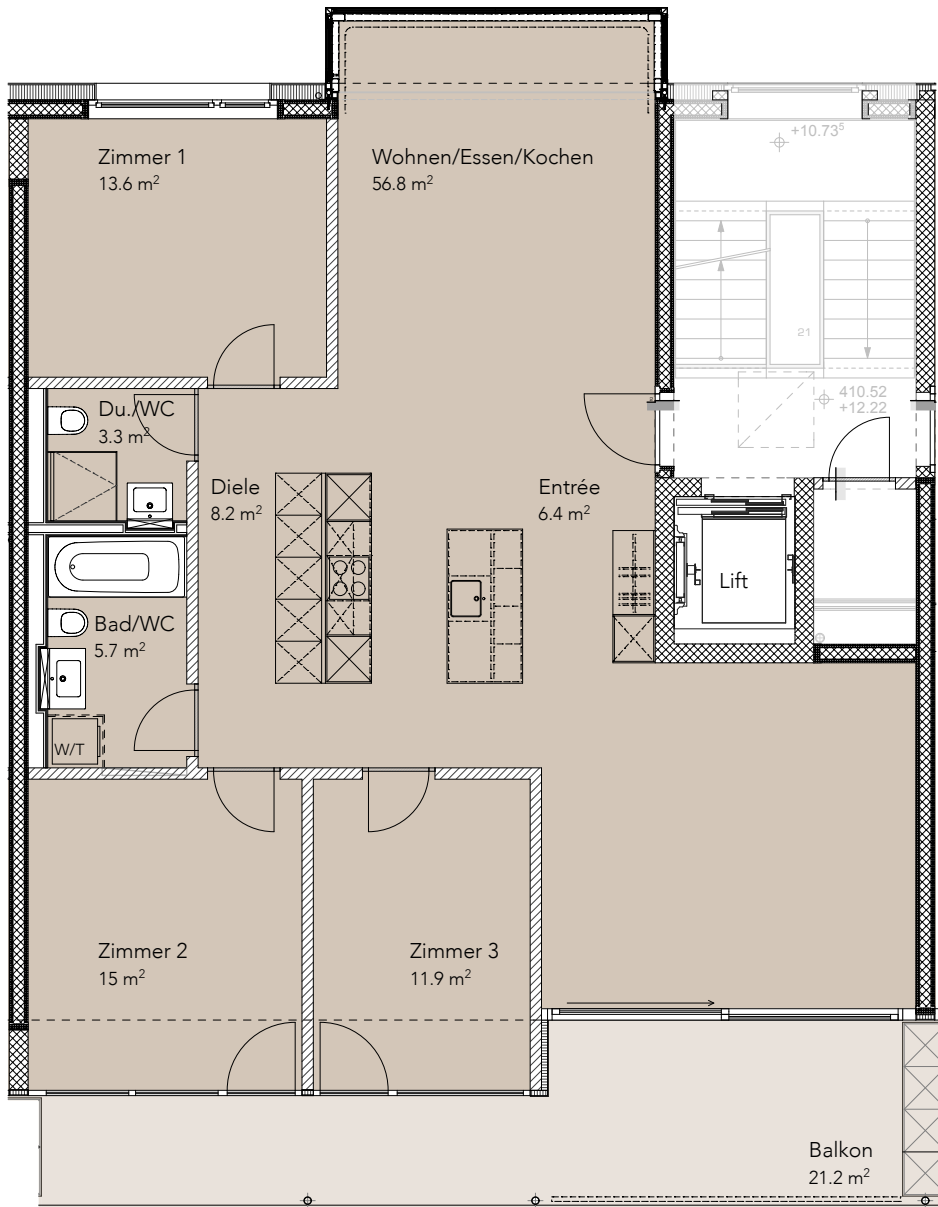 +10.73⁵
Zimmer 1
13.6 m²
Wohnen/Essen/Kochen
56.8 m²
21
410.52
+12.22
Du./WC
3.3 m²
Diele
8.2 m²
Entrée
6.4 m²
Lift
Bad/WC
5.7 m²
W/T
Zimmer 2
15 m²
Zimmer 3
11.9 m²
Balkon
21.2 m²